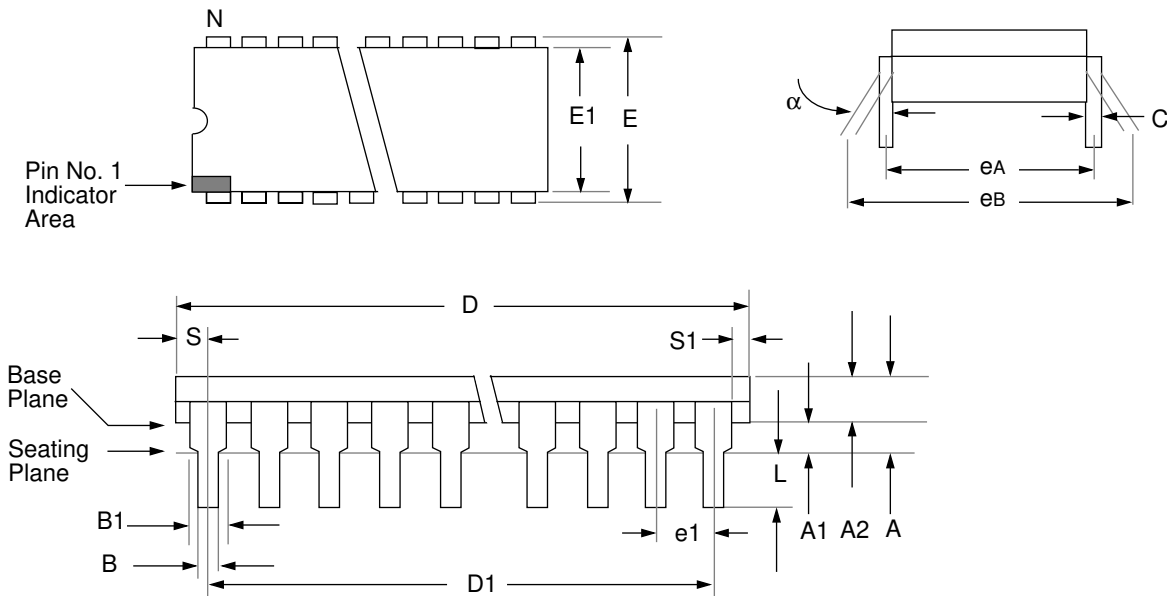 N
E1
E
Pin No. 1
Indicator
Area
α
C
eA
eB
D
S
S1
Base
Plane
Seating
Plane
L
B1
e1
A1
A2
A
B
D1